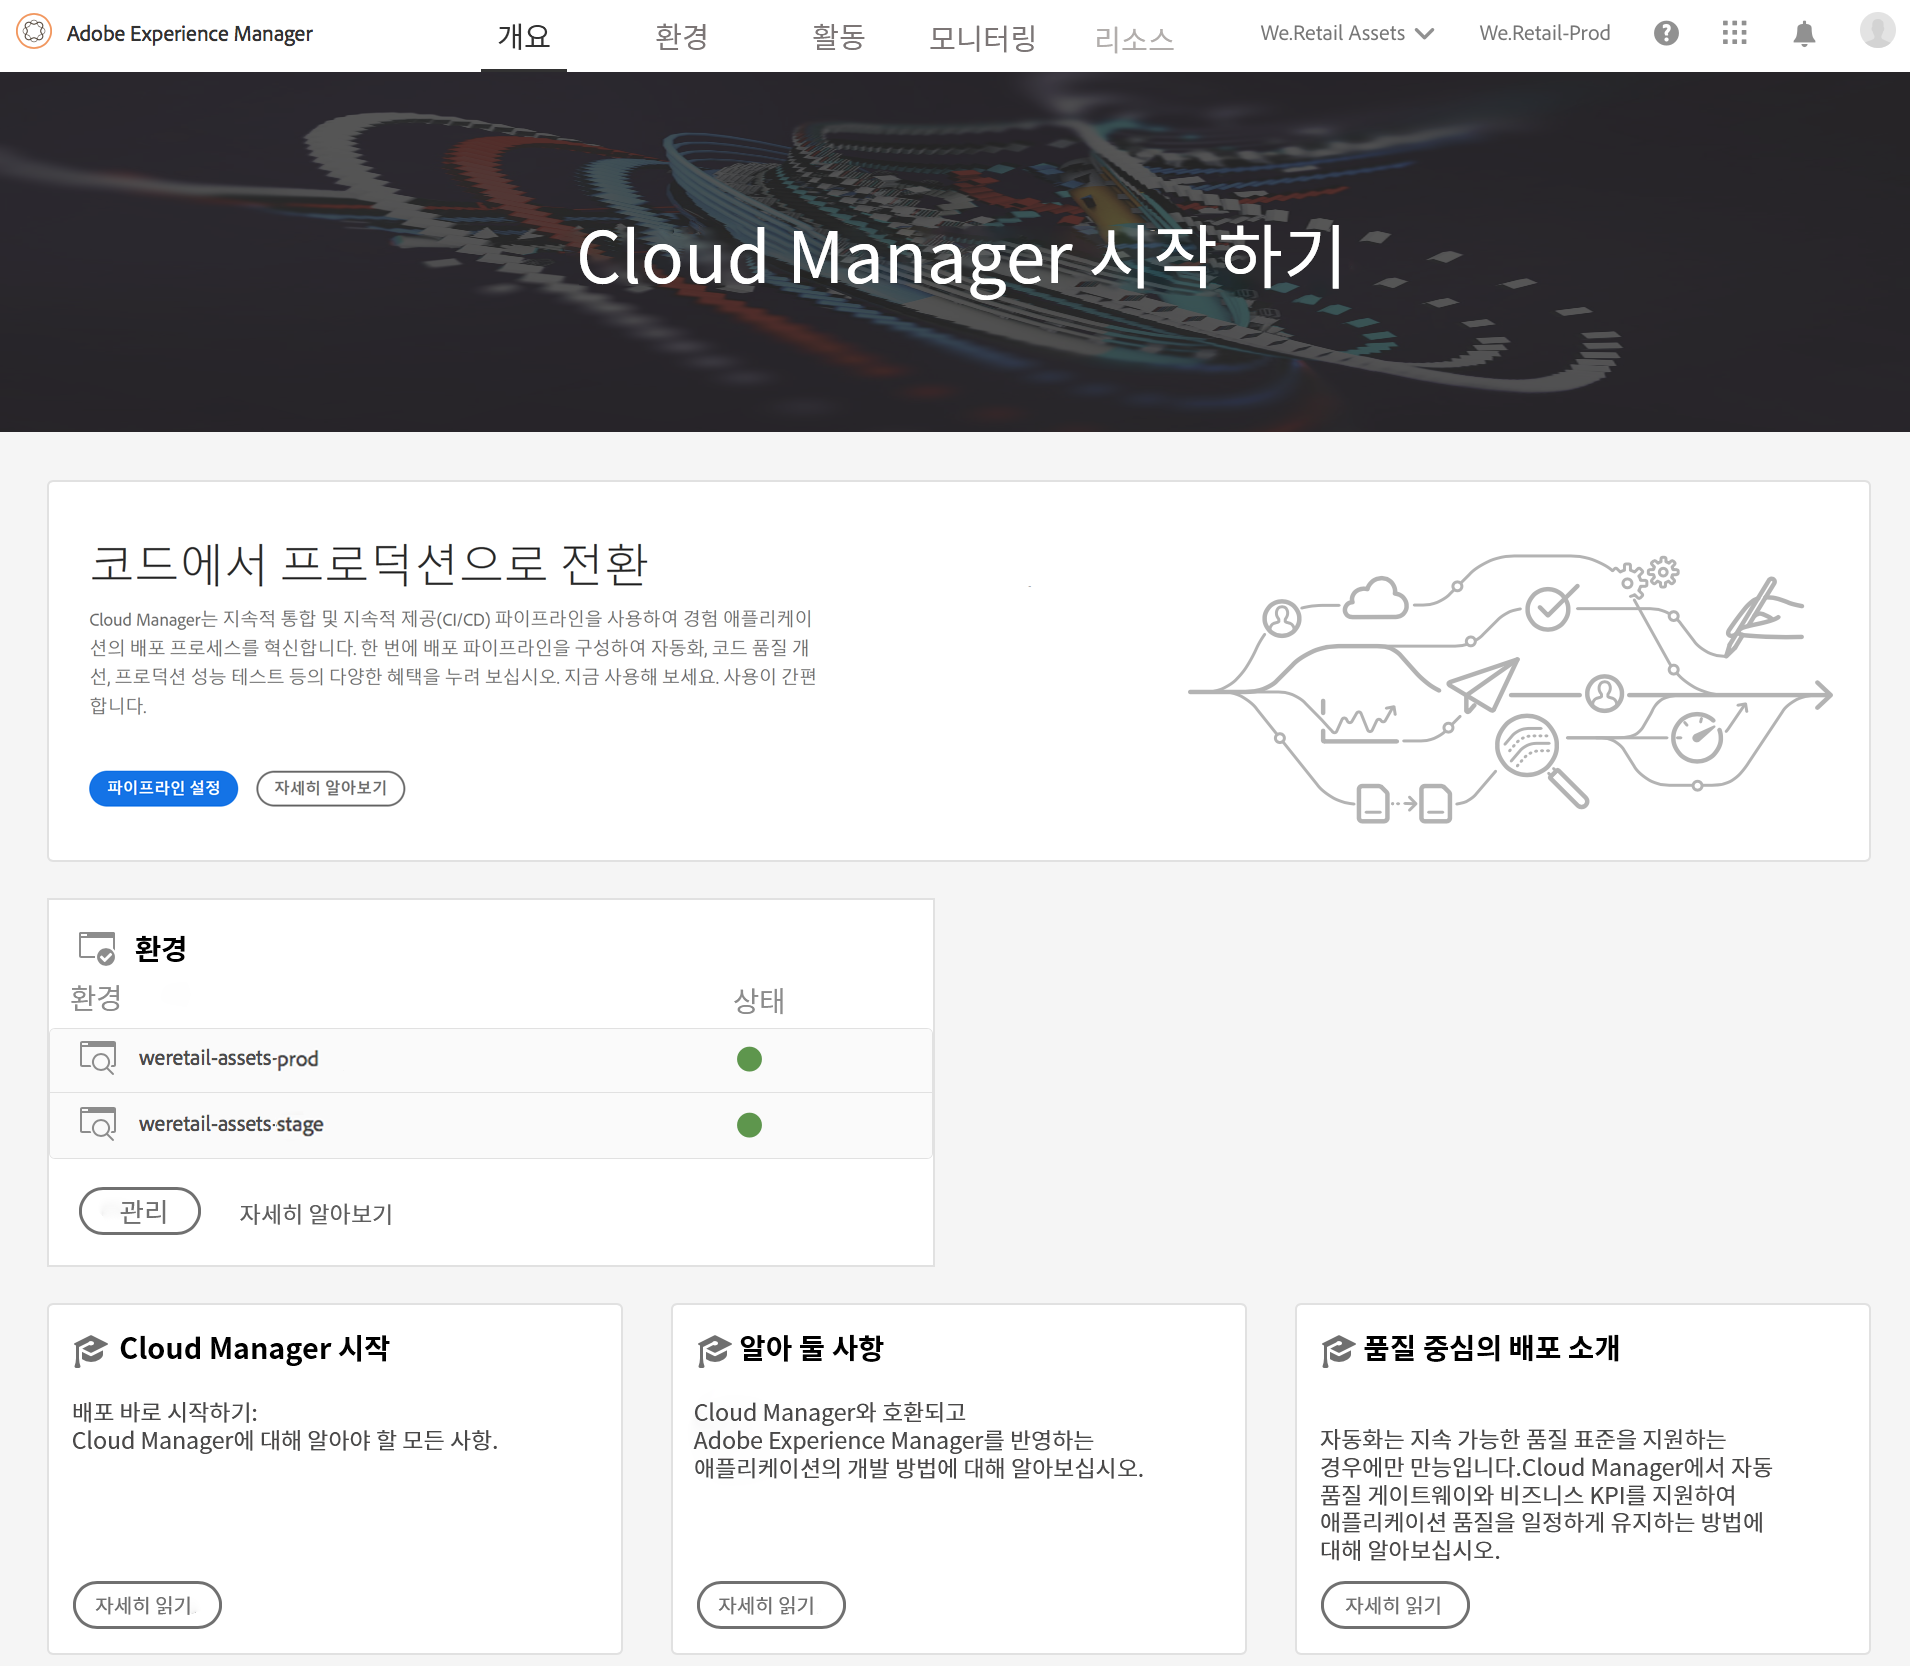 Adobe Experience Manager
개요
환경
활동
모니터링
리소스
We.Retail Assets
We.Retail-Prod
Cloud Manager 시작하기
코드에서 프로덕션으로 전환
Cloud Manager는 지속적 통합 및 지속적 제공(CI/CD) 파이프라인을 사용하여 경험 애플리케이
션의 배포 프로세스를 혁신합니다. 한 번에 배포 파이프라인을 구성하여 자동화, 코드 품질 개
선, 프로덕션 성능 테스트 등의 다양한 혜택을 누려 보십시오. 지금 사용해 보세요. 사용이 간편
합니다.
파이프라인 설정
자세히 알아보기
환경
환경
상태
weretail-assets-prod
weretail-assets-stage
관리
자세히 알아보기
Cloud Manager 시작
배포 바로 시작하기:
Cloud Manager에 대해 알아야 할 모든 사항.
자세히 읽기
알아 둘 사항
Cloud Manager와 호환되고
Adobe Experience Manager를 반영하는
애플리케이션의 개발 방법에 대해 알아보십시오.
자세히 읽기
품질 중심의 배포 소개
자동화는 지속 가능한 품질 표준을 지원하는
경우에만 만능입니다.Cloud Manager에서 자동
품질 게이트웨이와 비즈니스 KPI를 지원하여
애플리케이션 품질을 일정하게 유지하는 방법에
대해 알아보십시오.
자세히 읽기